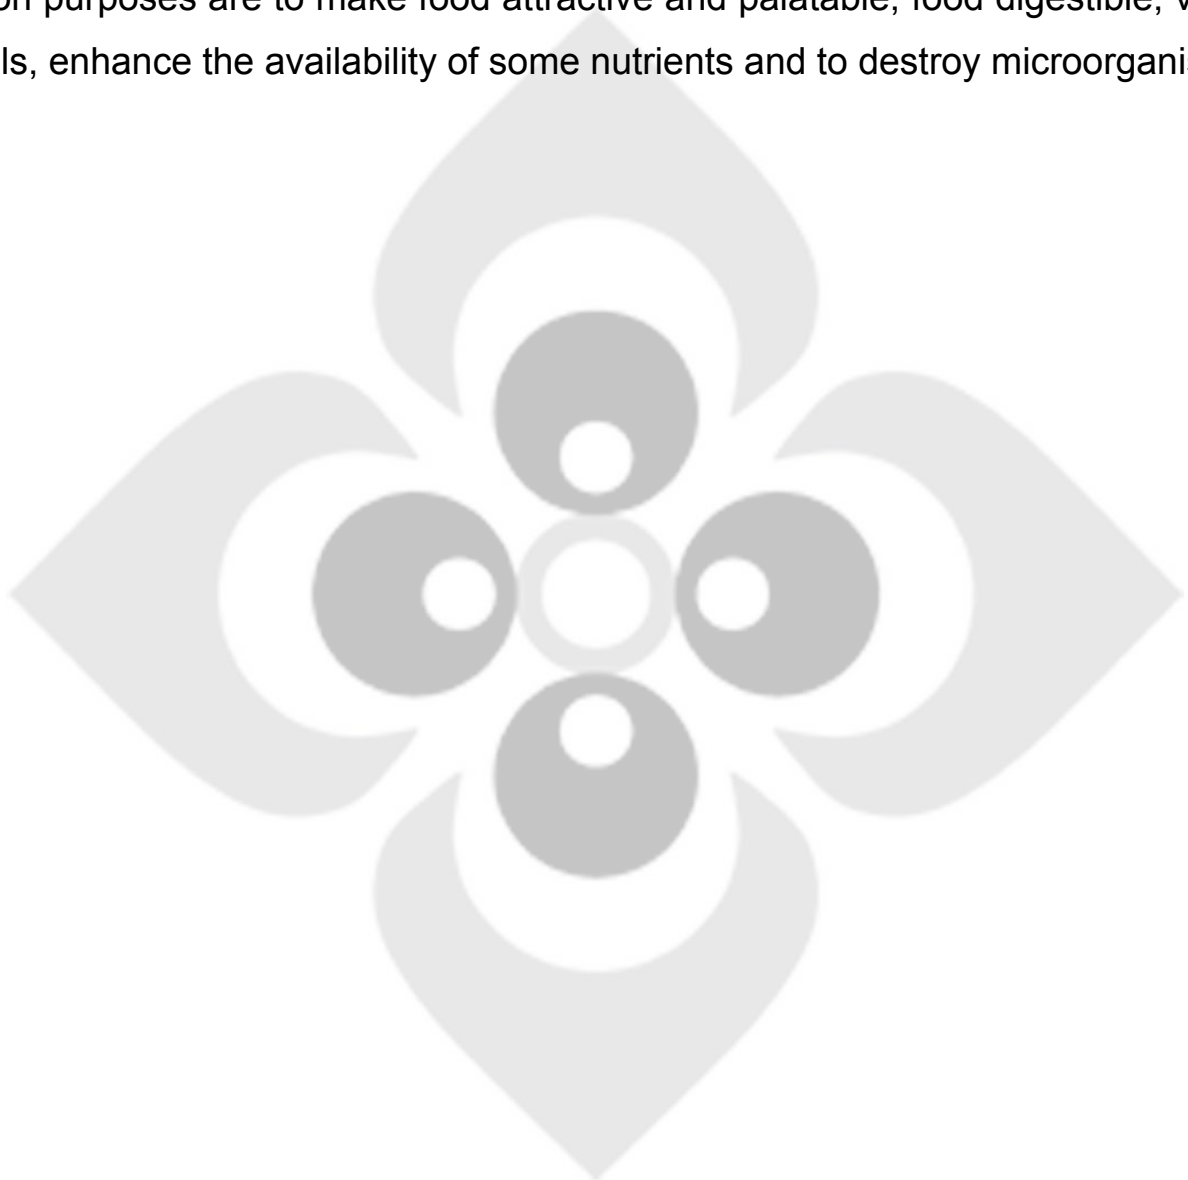 purposes are to make food attractive and palatable, food digestible,
ls, enhance the availability of some nutrients and to destroy microorgani